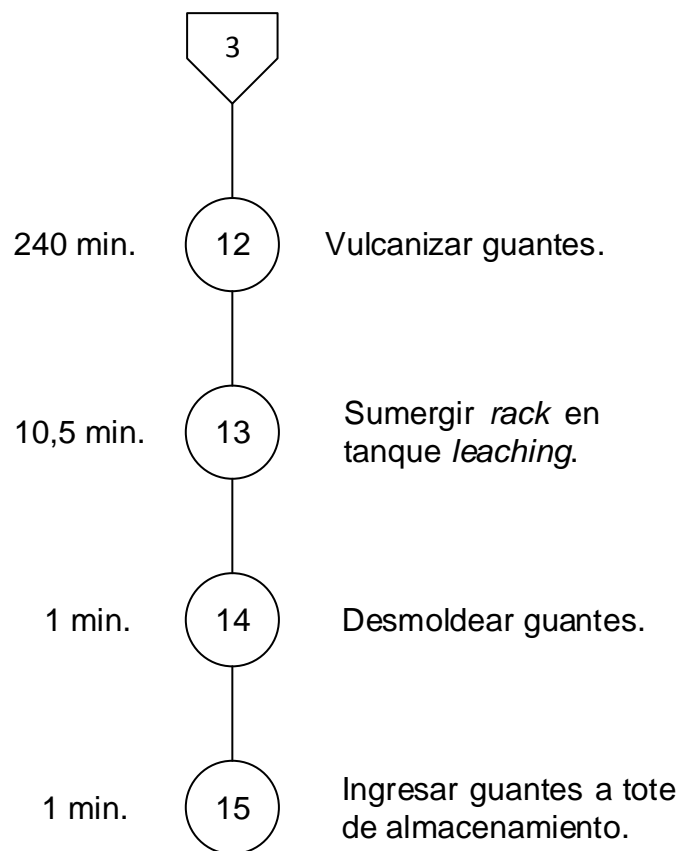 3
240 min.
12
Vulcanizar guantes.
10,5 min.
13
Sumergir rack en
tanque leaching.
1 min.
14
Desmoldear guantes.
1 min.
15
Ingresar guantes a tote
de almacenamiento.